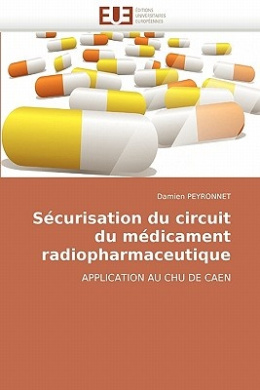 EUE
ÉDITIONS
UNIVERSITAIRES
EUROPÉENNES
Damien PEYRONNET
Sécurisation du circuit
du médicament
radiopharmaceutique
APPLICATION AU CHU DE CAEN